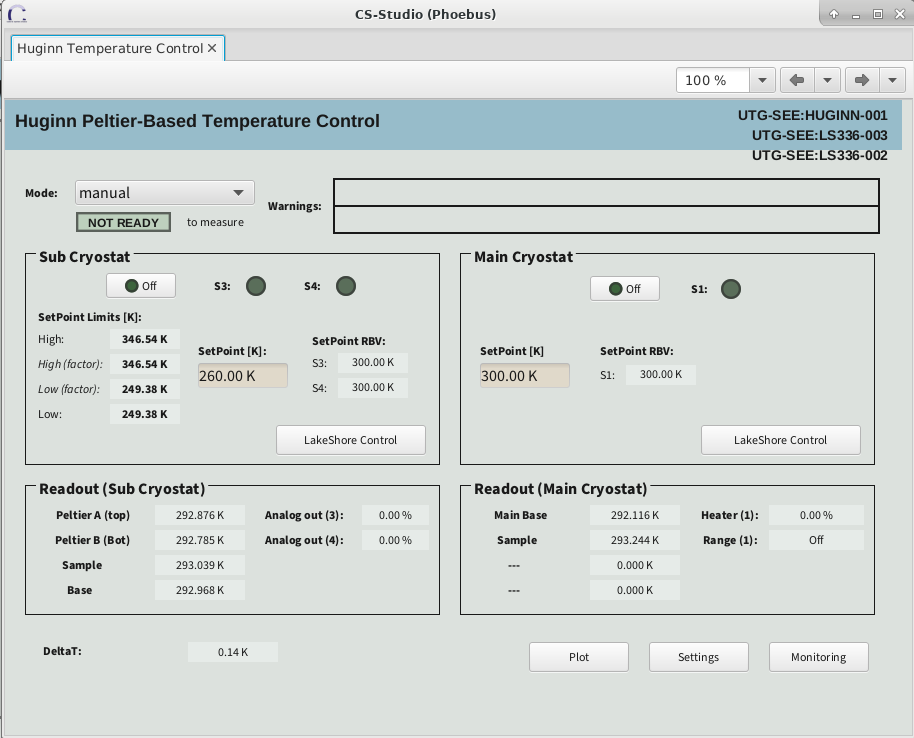 CS-Studio (Phoebus)
Huginn Temperature Control
100 %
Huginn Peltier-Based Temperature Control
UTG-SEE:HUGINN-001
UTG-SEE:LS336-003
UTG-SEE:LS336-002
Mode: manual
NOT READY to measure
Warnings:
Sub Cryostat
Off S3: S4:
SetPoint Limits [K]:
High: 346.54 K
High (factor): 346.54 K
Low (factor): 249.38 K
Low: 249.38 K
SetPoint [K]:
260.00 K
SetPoint RBV:
S3: 300.00 K
S4: 300.00 K
LakeShore Control
Main Cryostat
Off S1:
SetPoint [K]
300.00 K
SetPoint RBV:
S1: 300.00 K
LakeShore Control
Readout (Sub Cryostat)
Peltier A (top) 292.876 K Analog out (3): 0.00 %
Peltier B (Bot) 292.785 K Analog out (4): 0.00 %
Sample 293.039 K
Base 292.968 K
Readout (Main Cryostat)
Main Base 292.116 K Heater (1): 0.00 %
Sample 293.244 K Range (1): Off
--- 0.000 K
--- 0.000 K
DeltaT: 0.14 K
Plot Settings Monitoring